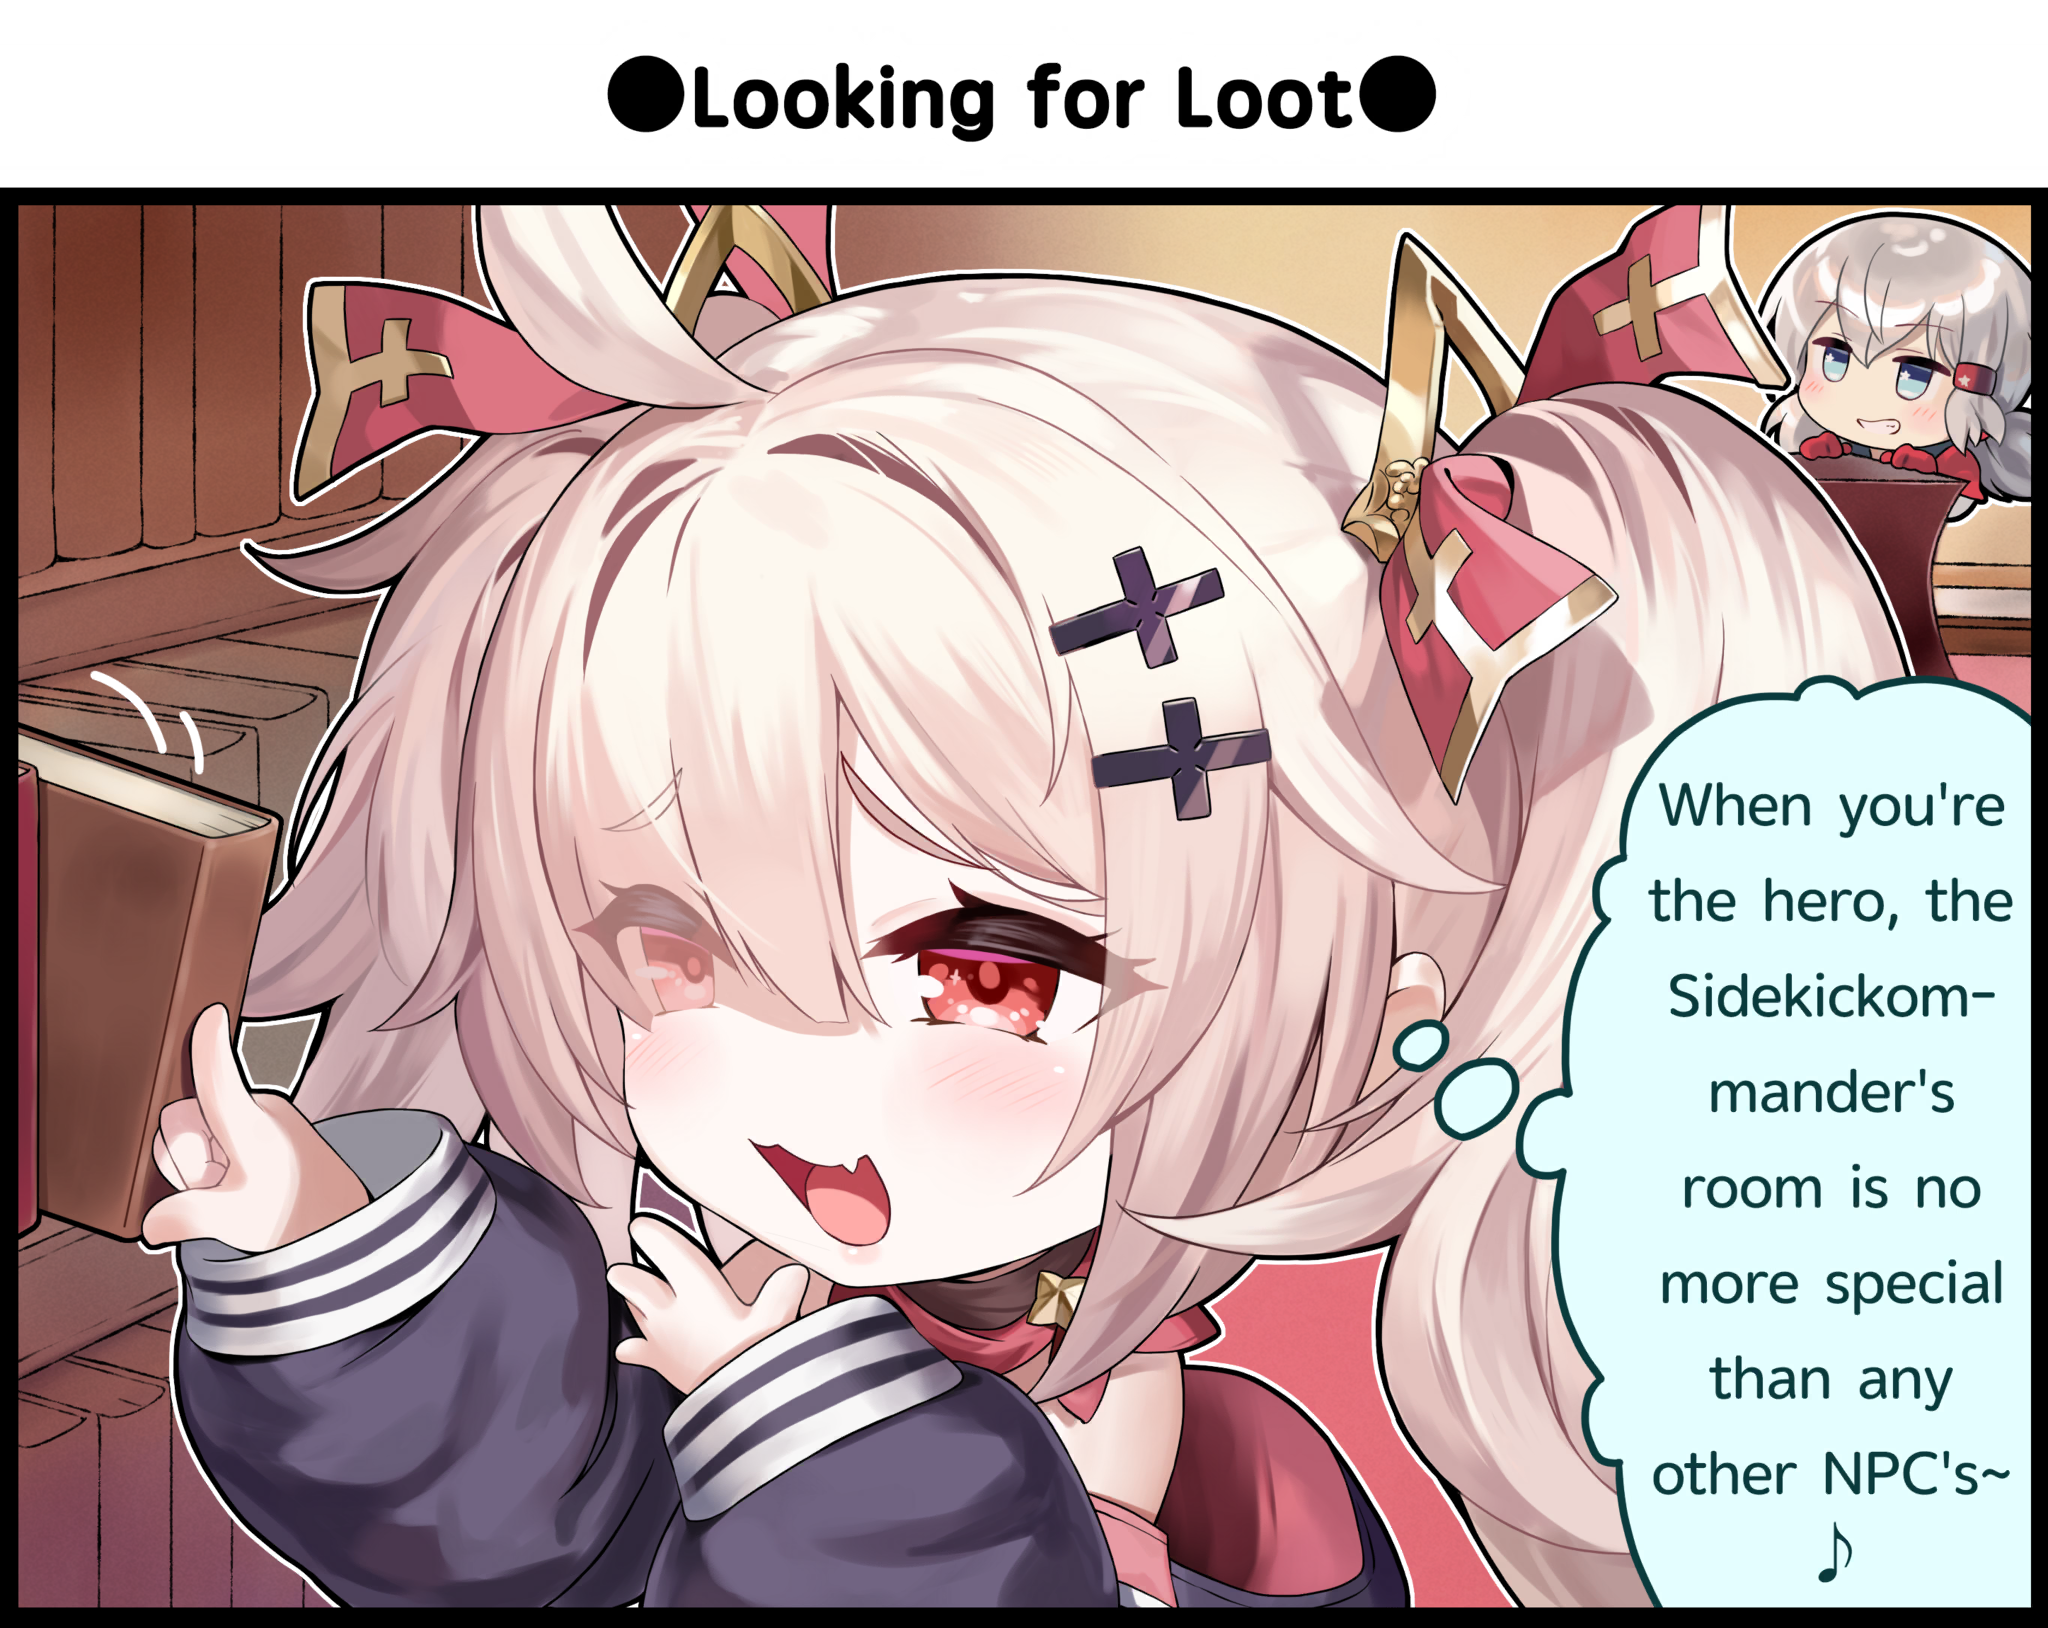 ●Looking for Loot●
When you're
the hero, the
Sidekickom-
mander's
room is no
more special
than any
other NPC's~
♪